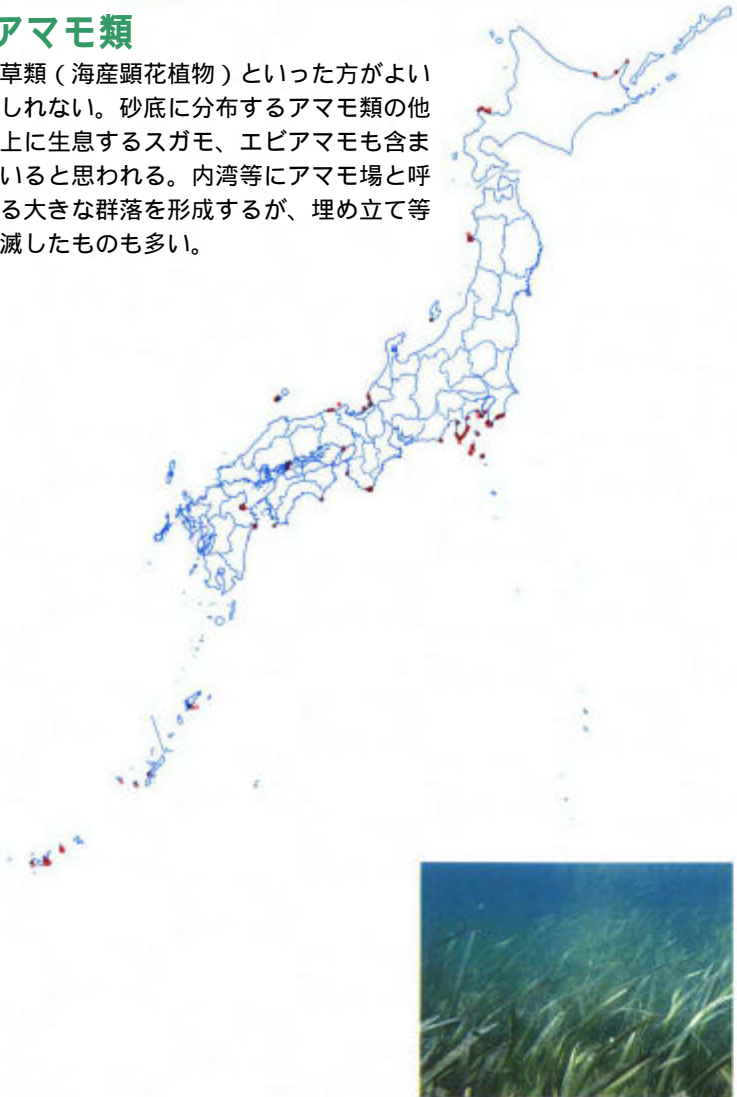 アマモ類
草類（海産顕花植物）といった方がよい
しれない。砂底に分布するアマモ類の他
上に生息するスガモ、エビアマモも含ま
いると思われる。内湾等にアマモ場と呼
る大きな群落を形成するが、埋め立て等
滅したものも多い。